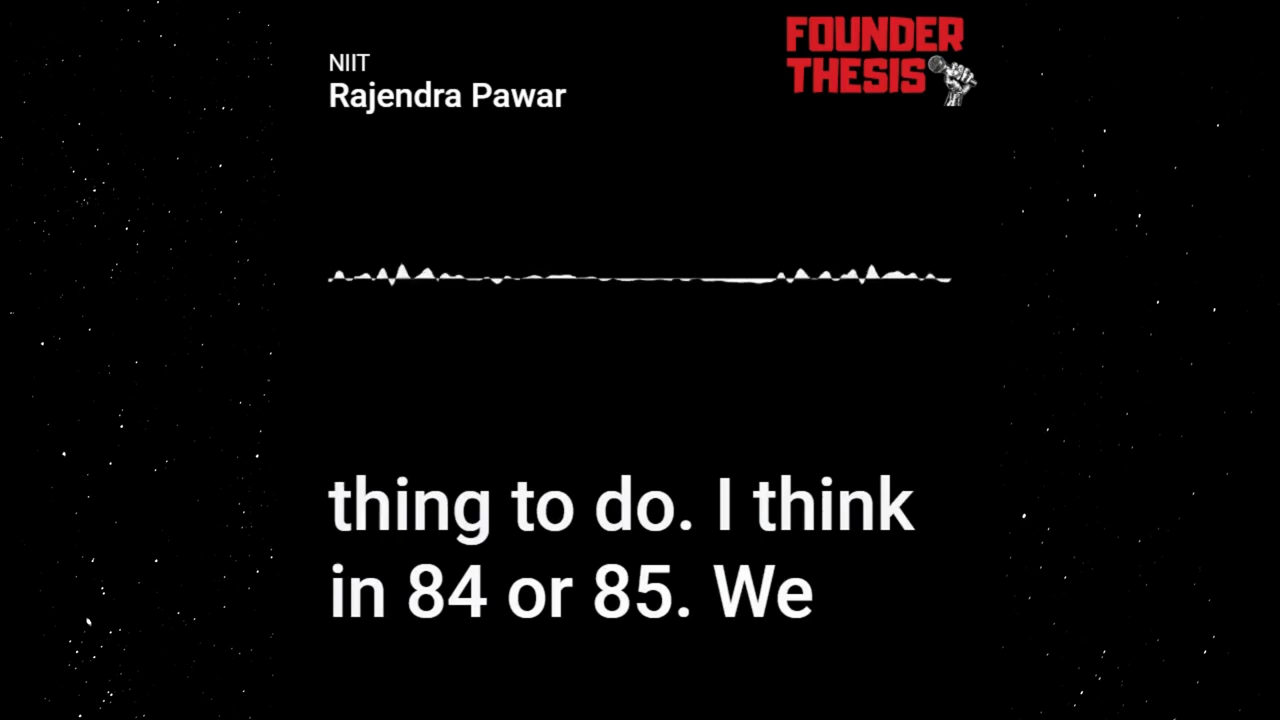 NIIT
Rajendra Pawar
FOUNDER
THESIS
thing to do. I think
in 84 or 85. We